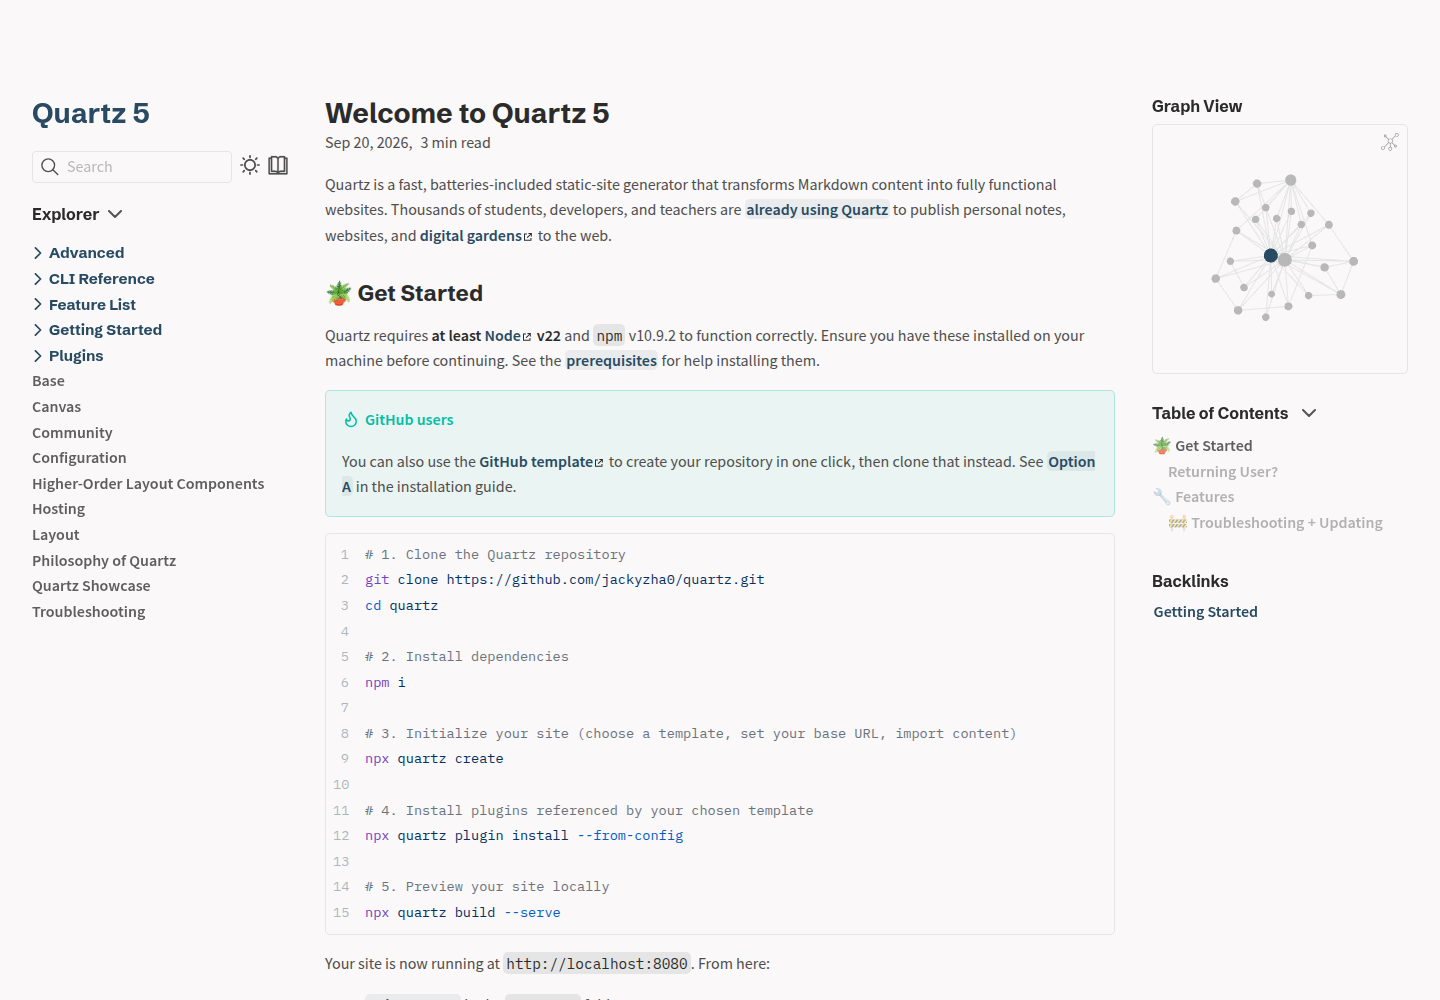 Quartz 5
Search
Explorer
Advanced
CLI Reference
Feature List
Getting Started
Plugins
Base
Canvas
Community
Configuration
Higher-Order Layout Components
Hosting
Layout
Philosophy of Quartz
Quartz Showcase
Troubleshooting
Welcome to Quartz 5
Sep 20, 2026, 3 min read
Quartz is a fast, batteries-included static-site generator that transforms Markdown content into fully functional
websites. Thousands of students, developers, and teachers are already using Quartz to publish personal notes,
websites, and digital gardens to the web.
🪴 Get Started
Quartz requires at least Node v22 and npm v10.9.2 to function correctly. Ensure you have these installed on your
machine before continuing. See the prerequisites for help installing them.
GitHub users
You can also use the GitHub template to create your repository in one click, then clone that instead. See Option
A in the installation guide.
1 # 1. Clone the Quartz repository
2 git clone https://github.com/jackyzha0/quartz.git
3 cd quartz
4
5 # 2. Install dependencies
6 npm i
7
8 # 3. Initialize your site (choose a template, set your base URL, import content)
9 npx quartz create
10
11 # 4. Install plugins referenced by your chosen template
12 npx quartz plugin install --from-config
13
14 # 5. Preview your site locally
15 npx quartz build --serve
Your site is now running at http://localhost:8080. From here:
Graph View
Table of Contents
🪴 Get Started
Returning User?
🔧 Features
🚧 Troubleshooting + Updating
Backlinks
Getting Started